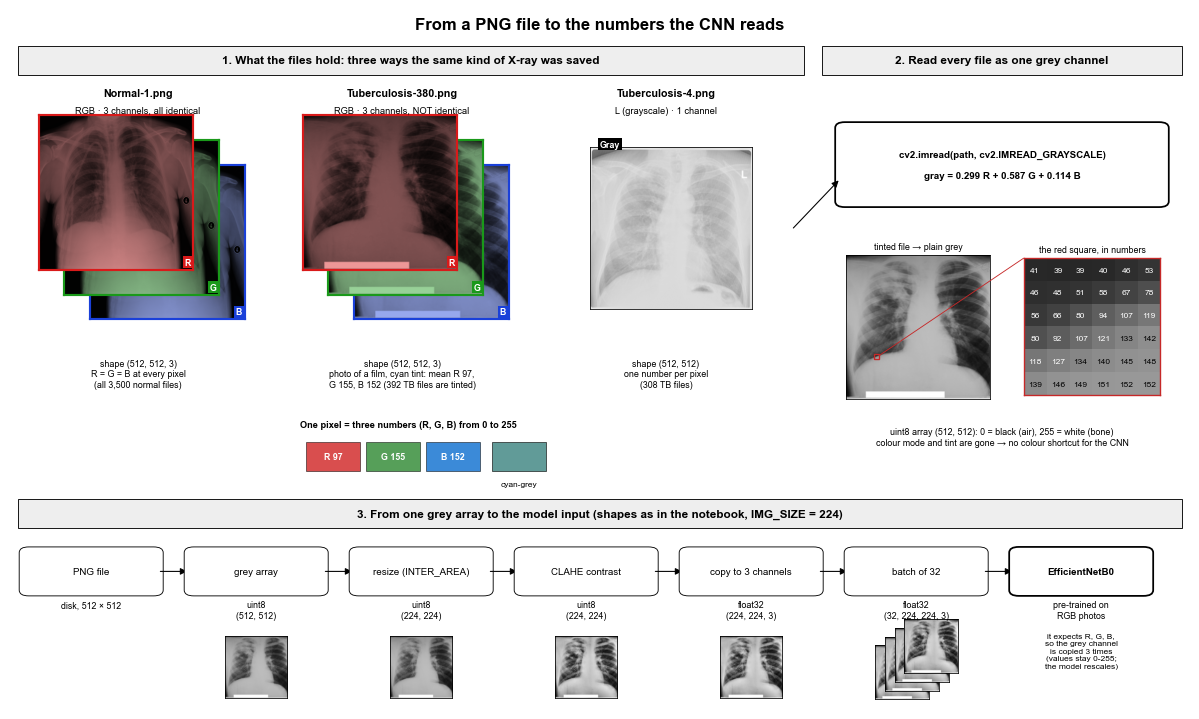 From a PNG file to the numbers the CNN reads
1. What the files hold: three ways the same kind of X-ray was saved
2. Read every file as one grey channel
Normal-1.png
RGB · 3 channels, all identical
R
G
B
shape (512, 512, 3)
R = G = B at every pixel
(all 3,500 normal files)
Tuberculosis-380.png
RGB · 3 channels, NOT identical
R
G
B
shape (512, 512, 3)
photo of a film, cyan tint: mean R 97,
G 155, B 152 (392 TB files are tinted)
Tuberculosis-4.png
L (grayscale) · 1 channel
Gray
L
shape (512, 512)
one number per pixel
(308 TB files)
One pixel = three numbers (R, G, B) from 0 to 255
R 97 G 155 B 152
cyan-grey
cv2.imread(path, cv2.IMREAD_GRAYSCALE)
gray = 0.299 R + 0.587 G + 0.114 B
tinted file → plain grey
the red square, in numbers
41 39 39 40 46 53
46 48 51 58 67 78
56 66 80 94 107 119
80 92 107 121 133 142
118 127 134 140 145 148
139 146 149 151 152 152
uint8 array (512, 512): 0 = black (air), 255 = white (bone)
colour mode and tint are gone → no colour shortcut for the CNN
3. From one grey array to the model input (shapes as in the notebook, IMG_SIZE = 224)
PNG file
disk, 512 × 512
grey array
uint8
(512, 512)
resize (INTER_AREA)
uint8
(224, 224)
CLAHE contrast
uint8
(224, 224)
copy to 3 channels
float32
(224, 224, 3)
batch of 32
float32
(32, 224, 224, 3)
EfficientNetB0
pre-trained on
RGB photos
it expects R, G, B,
so the grey channel
is copied 3 times
(values stay 0-255;
the model rescales)